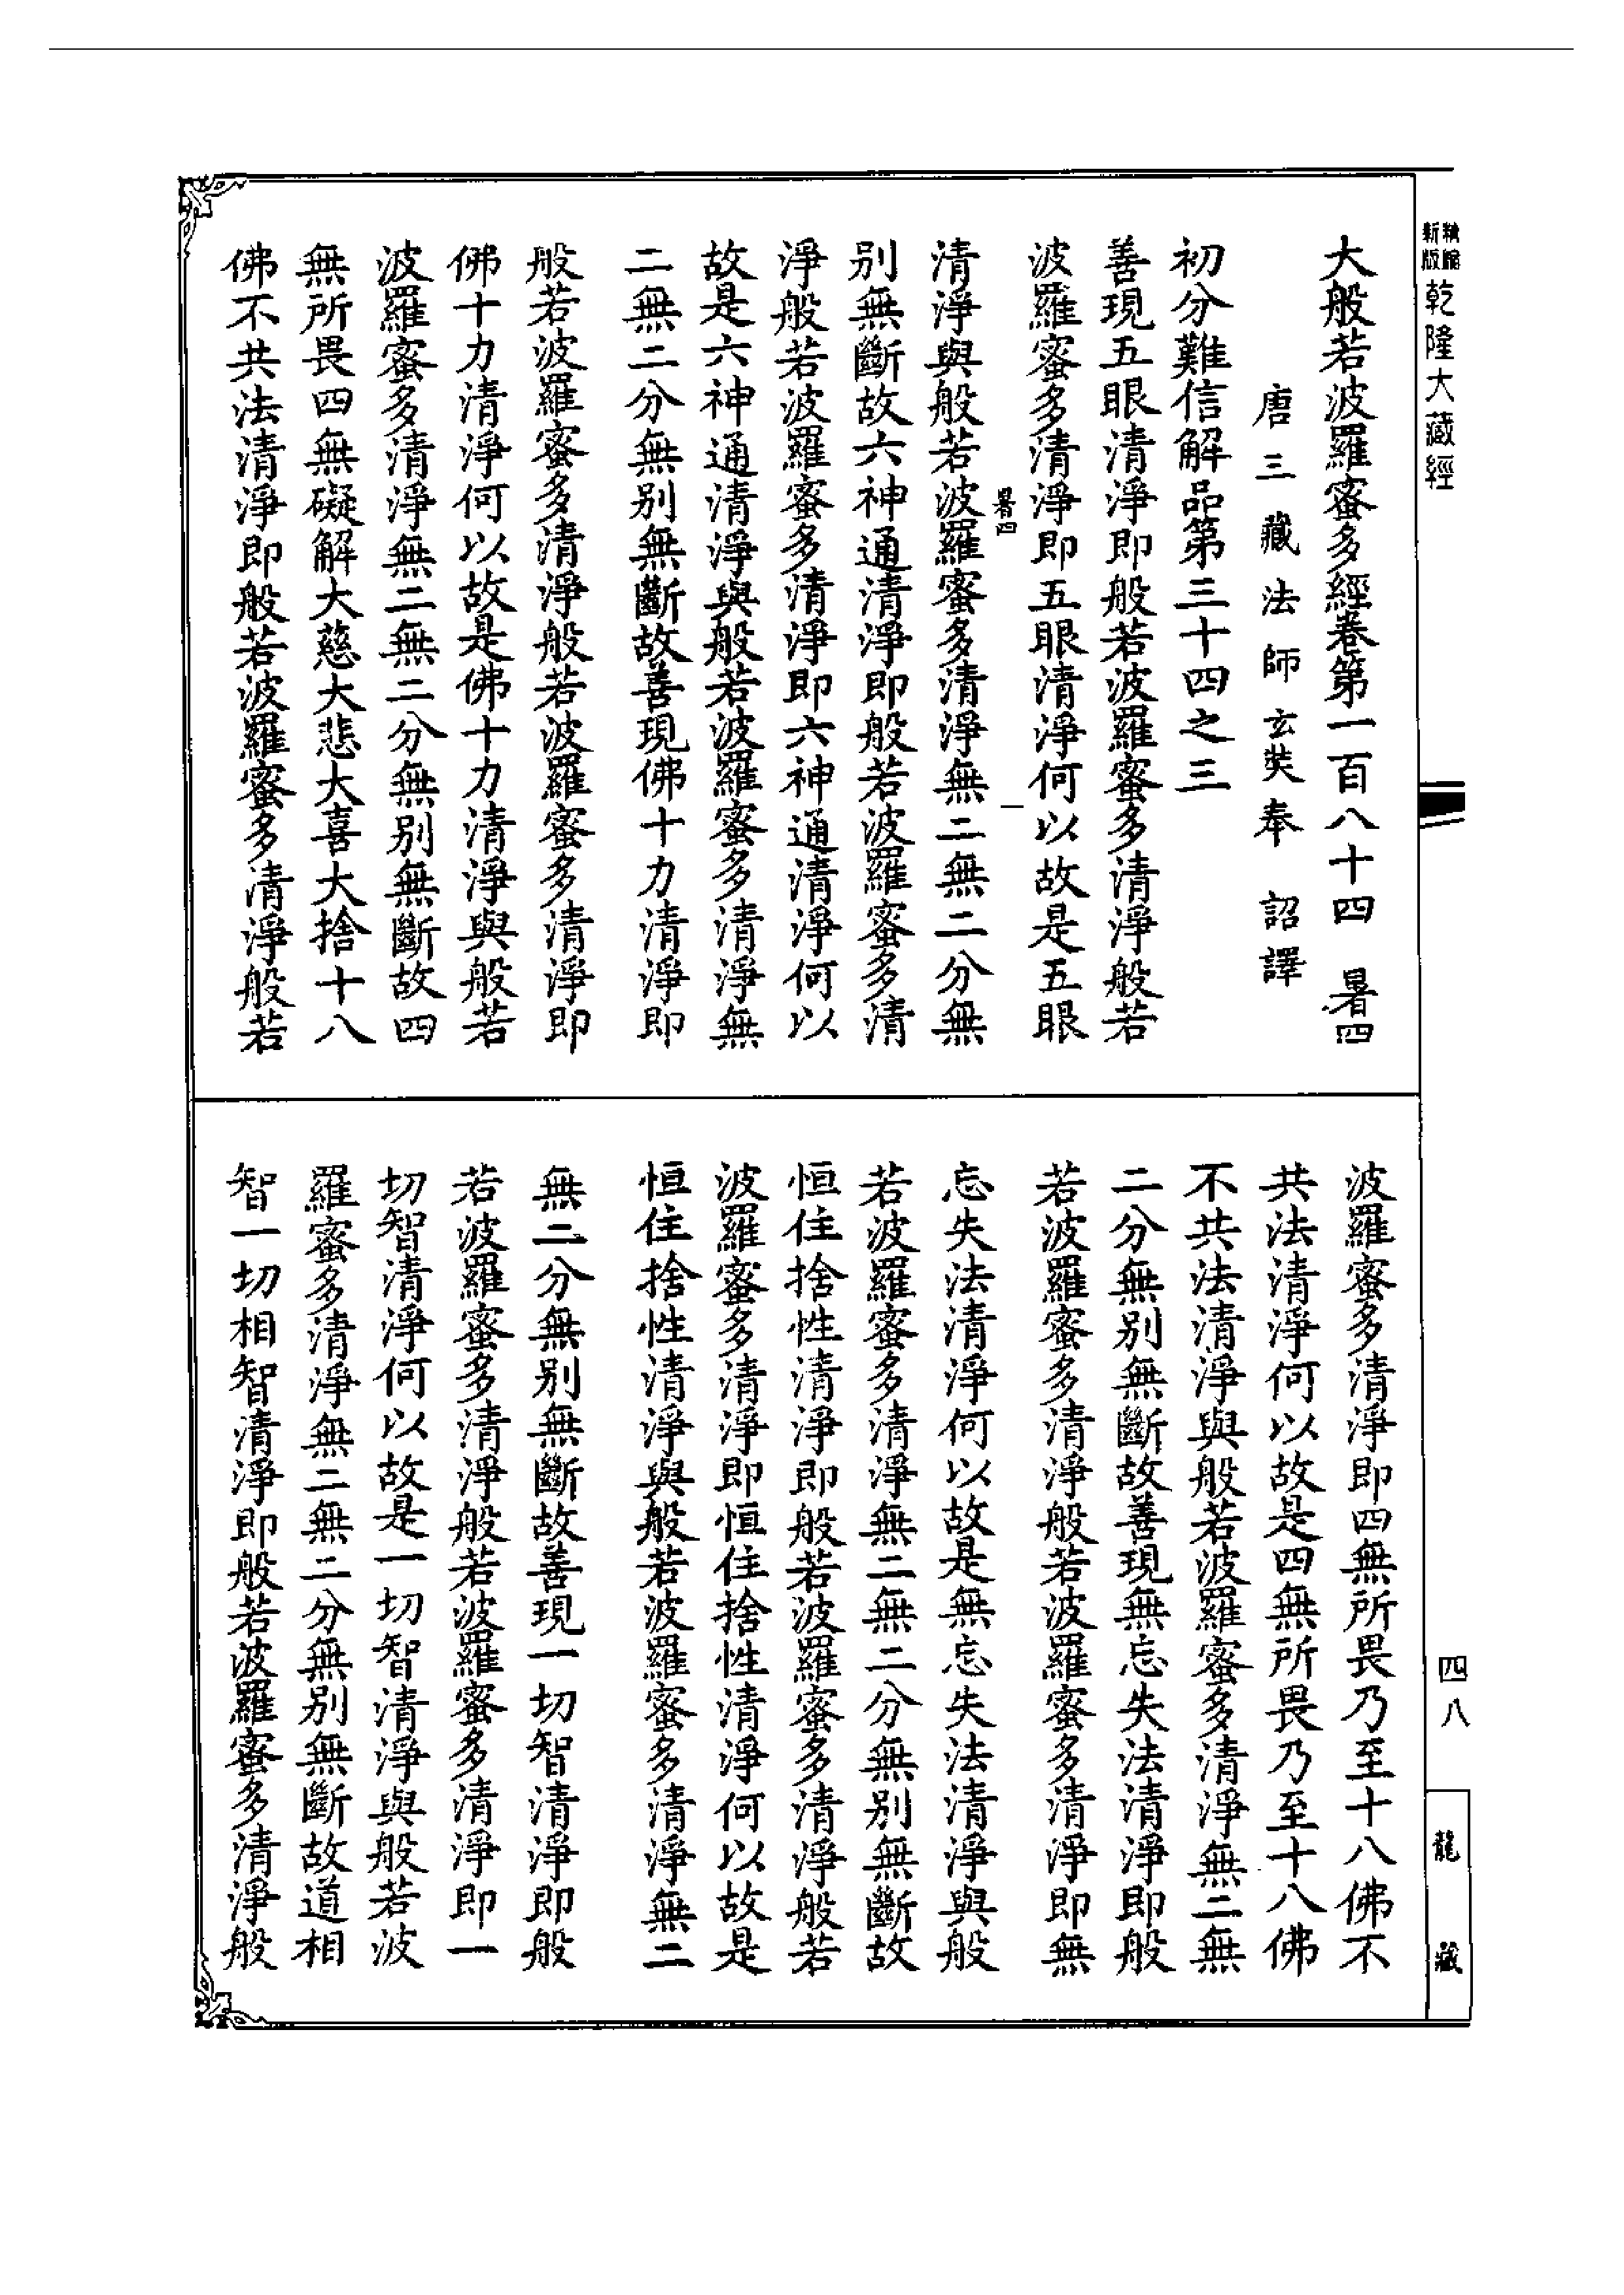 新版精縮乾隆大藏經
大般若波羅蜜多經卷第一百八十四 暑四
唐三藏法師玄奘奉 詔譯
初分難信解品第三十四之三
善現五眼清淨即般若波羅蜜多清淨般若
波羅蜜多清淨即五眼清淨何以故是五眼
暑四 一
清淨與般若波羅蜜多清淨無二無二分無
別無斷故六神通清淨即般若波羅蜜多清
淨般若波羅蜜多清淨即六神通清淨何以
故是六神通清淨與般若波羅蜜多清淨無
二無二分無別無斷故善現佛十力清淨即
般若波羅蜜多清淨般若波羅蜜多清淨即
佛十力清淨何以故是佛十力清淨與般若
波羅蜜多清淨無二無二分無別無斷故四
無所畏四無礙解大慈大悲大喜大捨十八
佛不共法清淨即般若波羅蜜多清淨般若
波羅蜜多清淨即四無所畏乃至十八佛不
共法清淨何以故是四無所畏乃至十八佛
不共法清淨與般若波羅蜜多清淨無二無
二分無別無斷故善現無忘失法清淨即般
若波羅蜜多清淨般若波羅蜜多清淨即無
忘失法清淨何以故是無忘失法清淨與般
若波羅蜜多清淨無二無二分無別無斷故
恒住捨性清淨即般若波羅蜜多清淨般若
波羅蜜多清淨即恒住捨性清淨何以故是
恒住捨性清淨與般若波羅蜜多清淨無二
無二分無別無斷故善現一切智清淨即般
若波羅蜜多清淨般若波羅蜜多清淨即一
切智清淨何以故是一切智清淨與般若波
羅蜜多清淨無二無二分無別無斷故道相
智一切相智清淨即般若波羅蜜多清淨般
四八
龍藏